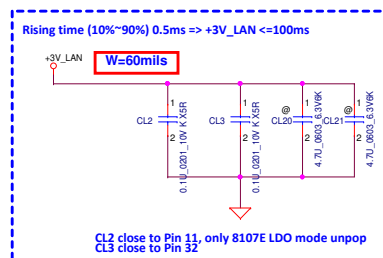 Rising time (10%~90%) 0.5ms => +3V_LAN <=100ms
+3V_LAN
W=60mils
1
CL2
2
0.1U_0201_10V K X5R
1
CL3
2
0.1U_0201_10V K X5R
@
1
CL20
2
4.7U_0603_6.3V6K
@
1
CL21
2
4.7U_0603_6.3V6K
CL2 close to Pin 11, only 8107E LDO mode unpop
CL3 close to Pin 32